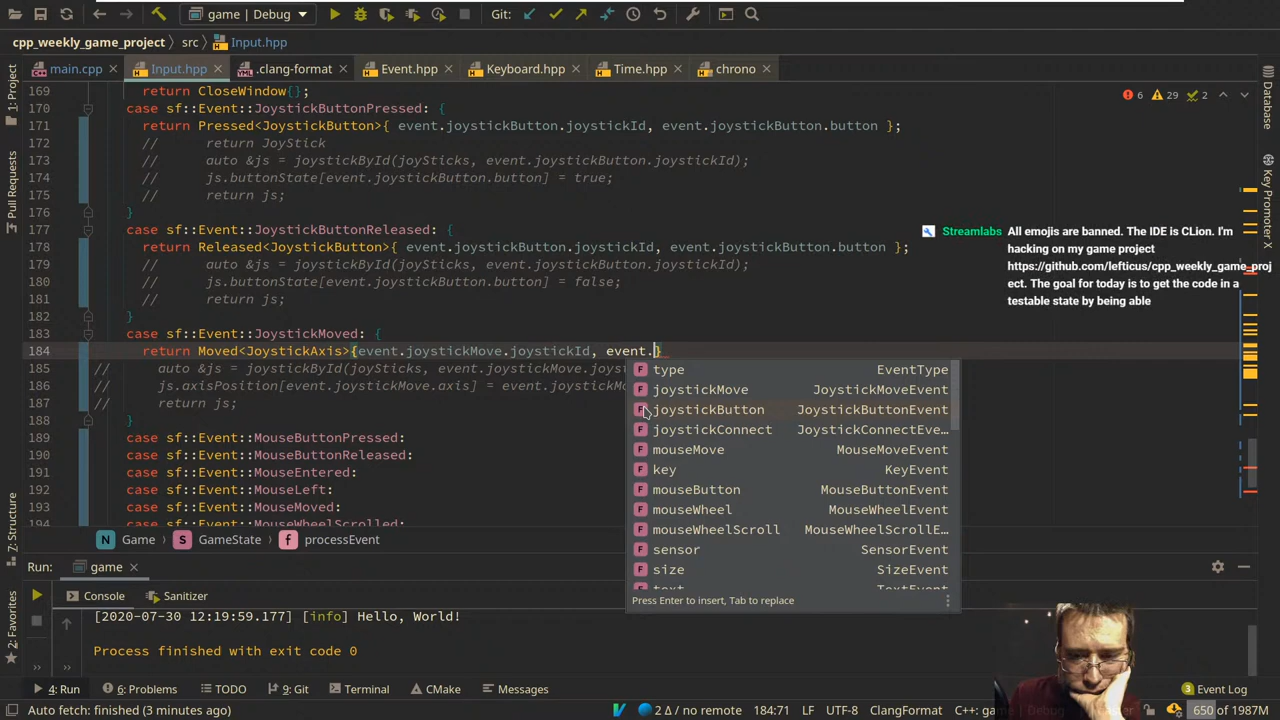 game | Debug
Git:
cpp_weekly_game_project
src
Input.hpp
main.cpp
Input.hpp
.clang-format
Event.hpp
Keyboard.hpp
Time.hpp
chrono
6 29 2
169 return CloseWindow{};
170 case sf::Event::JoystickButtonPressed: {
171 return Pressed<JoystickButton>{ event.joystickButton.joystickId, event.joystickButton.button };
172 // return JoyStick
173 // auto &js = joystickById(joySticks, event.joystickButton.joystickId);
174 // js.buttonState[event.joystickButton.button] = true;
175 // return js;
176 }
177 case sf::Event::JoystickButtonReleased: {
178 return Released<JoystickButton>{ event.joystickButton.joystickId, event.joystickButton.button };
179 // auto &js = joystickById(joySticks, event.joystickButton.joystickId);
180 // js.buttonState[event.joystickButton.button] = false;
181 // return js;
182 }
183 case sf::Event::JoystickMoved: {
184 return Moved<JoystickAxis>{event.joystickMove.joystickId, event.}
185 // auto &js = joystickById(joySticks, event.joystickMove.joyst
186 // js.axisPosition[event.joystickMove.axis] = event.joystickMo
187 // return js;
188 }
189 case sf::Event::MouseButtonPressed:
190 case sf::Event::MouseButtonReleased:
191 case sf::Event::MouseEntered:
192 case sf::Event::MouseLeft:
193 case sf::Event::MouseMoved:
194 case sf::Event::MouseWheelScrolled:
type EventType
joystickMove JoystickMoveEvent
joystickButton JoystickButtonEvent
joystickConnect JoystickConnectEve…
mouseMove MouseMoveEvent
key KeyEvent
mouseButton MouseButtonEvent
mouseWheel MouseWheelEvent
mouseWheelScroll MouseWheelScrollE…
sensor SensorEvent
size SizeEvent
text TextEvent
Press Enter to insert, Tab to replace
Streamlabs All emojis are banned. The IDE is CLion. I'm
hacking on my game project
https://github.com/lefticus/cpp_weekly_game_proj
ect. The goal for today is to get the code in a
testable state by being able
1: Project
Pull Requests
7: Structure
2: Favorites
Database
Key Promoter X
N Game
S GameState
f processEvent
Run: game
Console
Sanitizer
[2020-07-30 12:19:59.177] [info] Hello, World!
Process finished with exit code 0
4: Run
6: Problems
TODO
9: Git
Terminal
CMake
Messages
3 Event Log
Auto fetch: finished (3 minutes ago)
2 Δ / no remote
184:71
LF
UTF-8
ClangFormat
C++: game | Debug
650 of 1987M